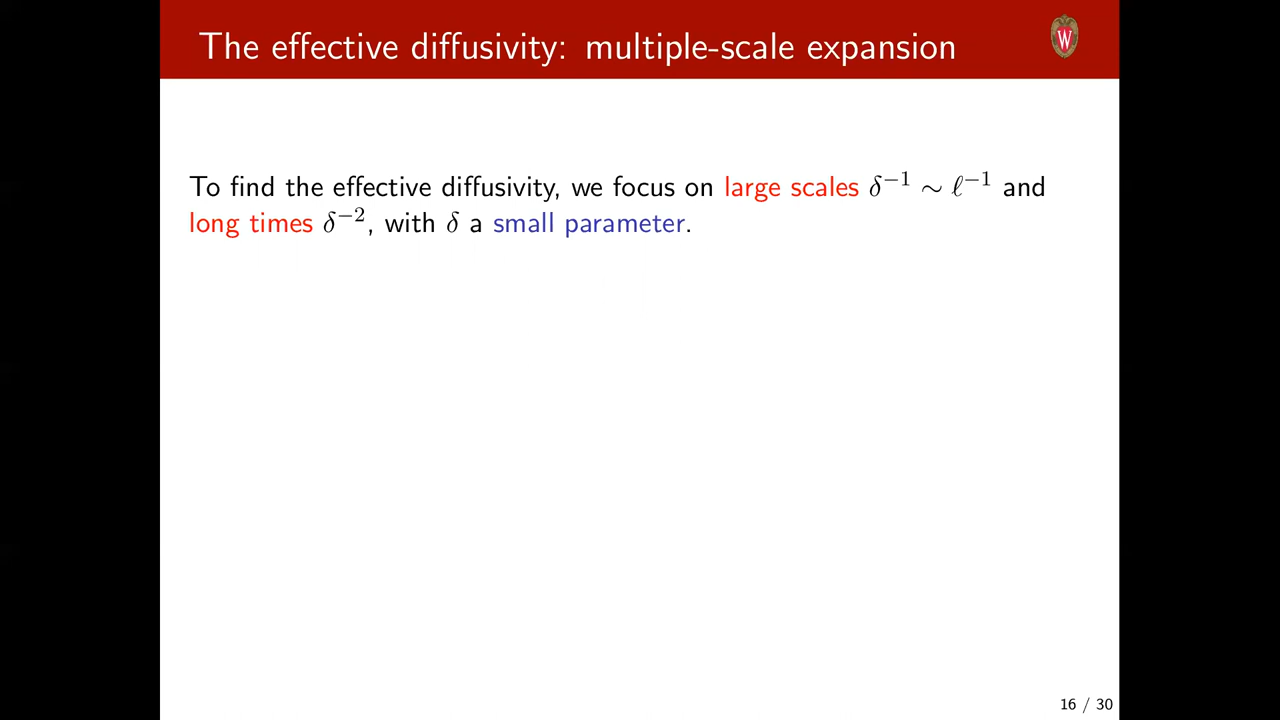 The effective diffusivity: multiple-scale expansion
W
To find the effective diffusivity, we focus on large scales δ⁻¹ ∼ ℓ⁻¹ and
long times δ⁻², with δ a small parameter.
16 / 30